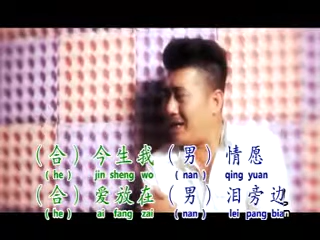 （合）今生我（男）情愿
(he) jin sheng wo (nan) qing yuan
（合）爱放在（男）泪旁边
(he) ai fang zai (nan) lei pang bian